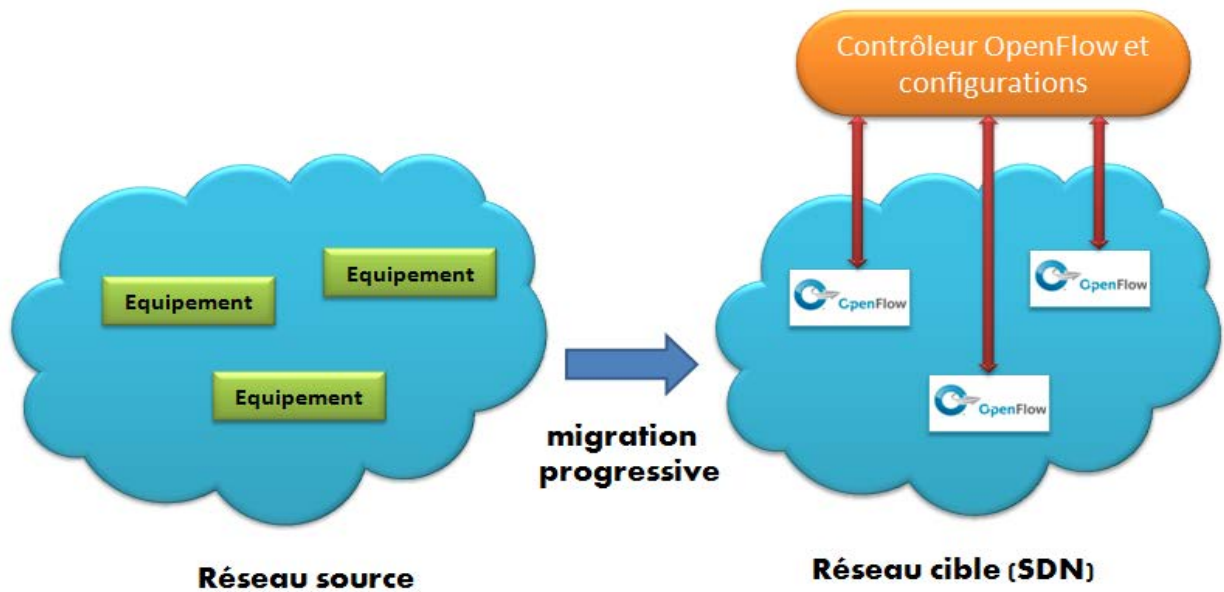 Contrôleur OpenFlow et
configurations
Equipement
Equipement
Equipement
OpenFlow
OpenFlow
OpenFlow
migration
progressive
Réseau source
Réseau cible (SDN)